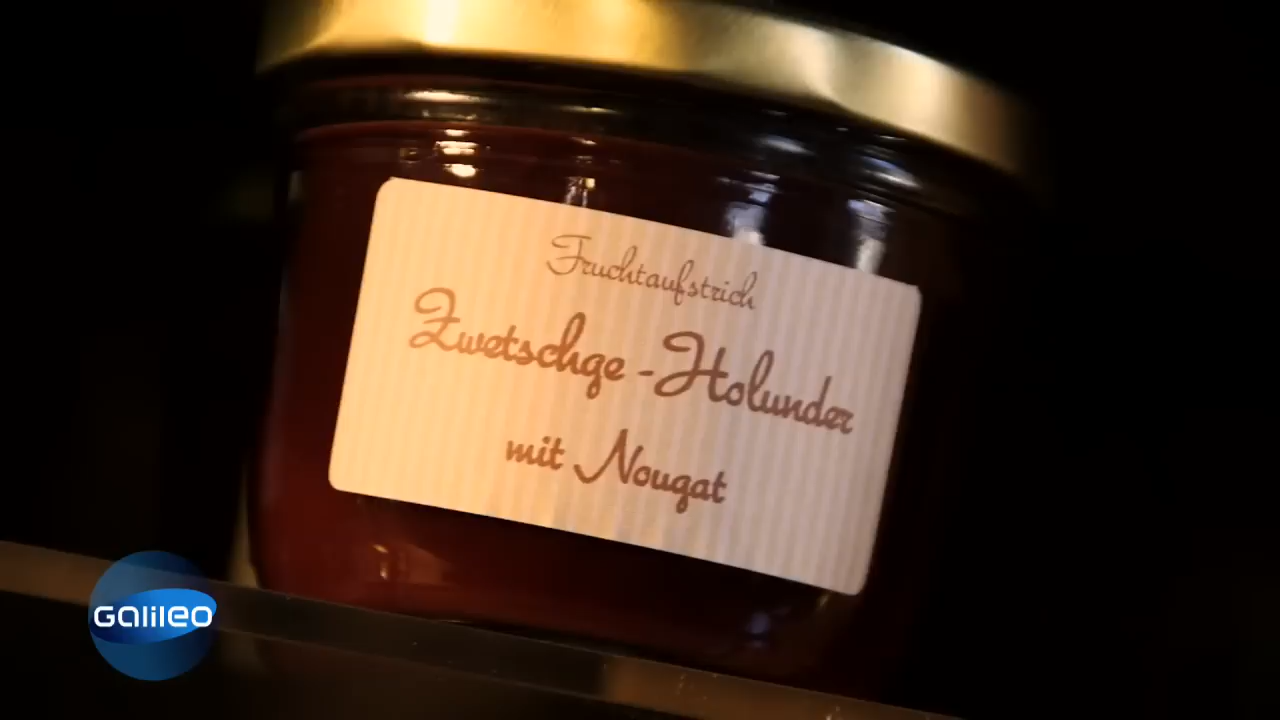 Fruchtaufstrich
Zwetschge - Holunder
mit Nougat
Galileo